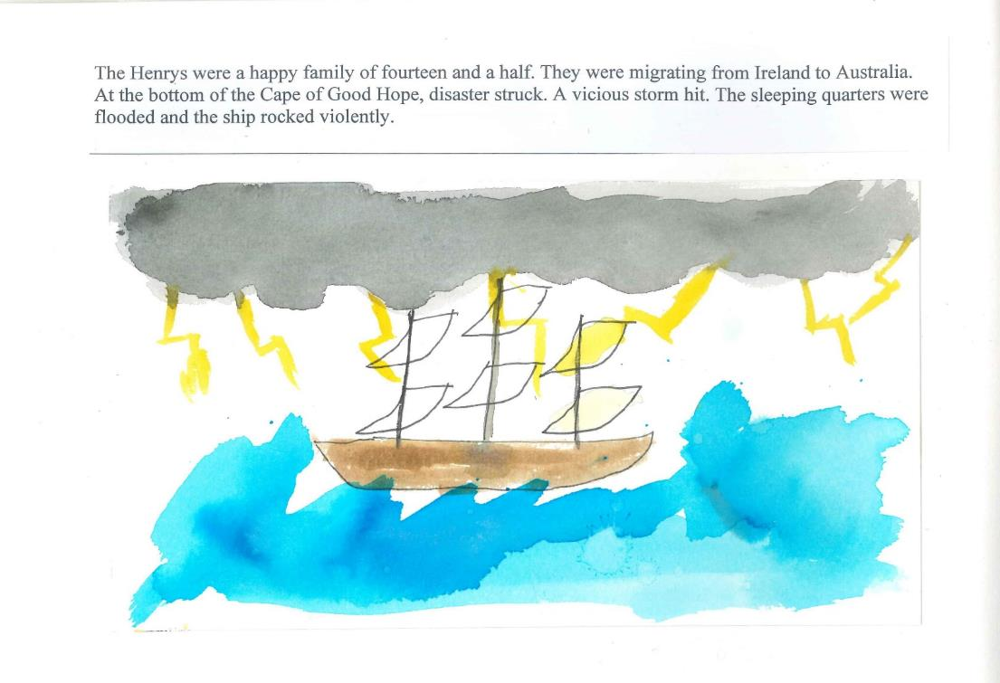 The Henrys were a happy family of fourteen and a half. They were migrating from Ireland to Australia.
At the bottom of the Cape of Good Hope, disaster struck. A vicious storm hit. The sleeping quarters were
flooded and the ship rocked violently.